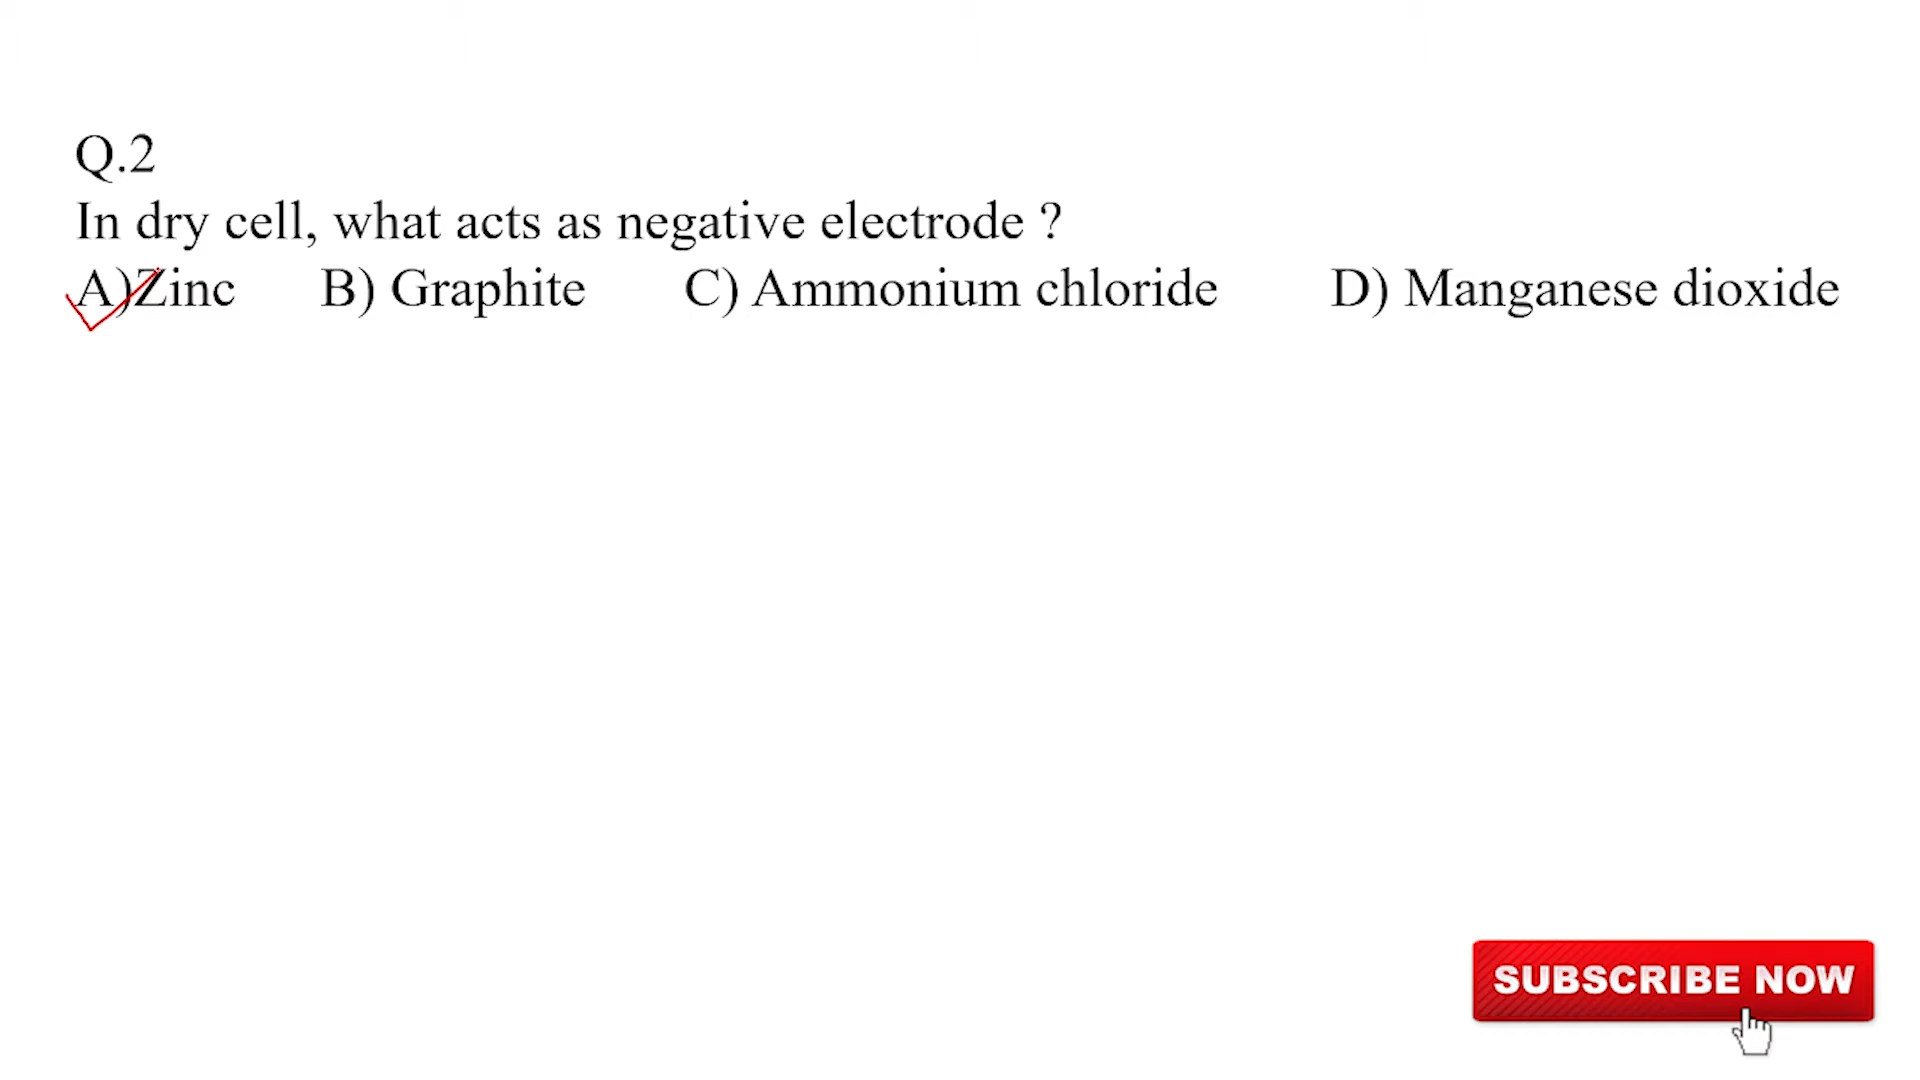 Q.2
In dry cell, what acts as negative electrode ?
A)Zinc B) Graphite C) Ammonium chloride D) Manganese dioxide
SUBSCRIBE NOW